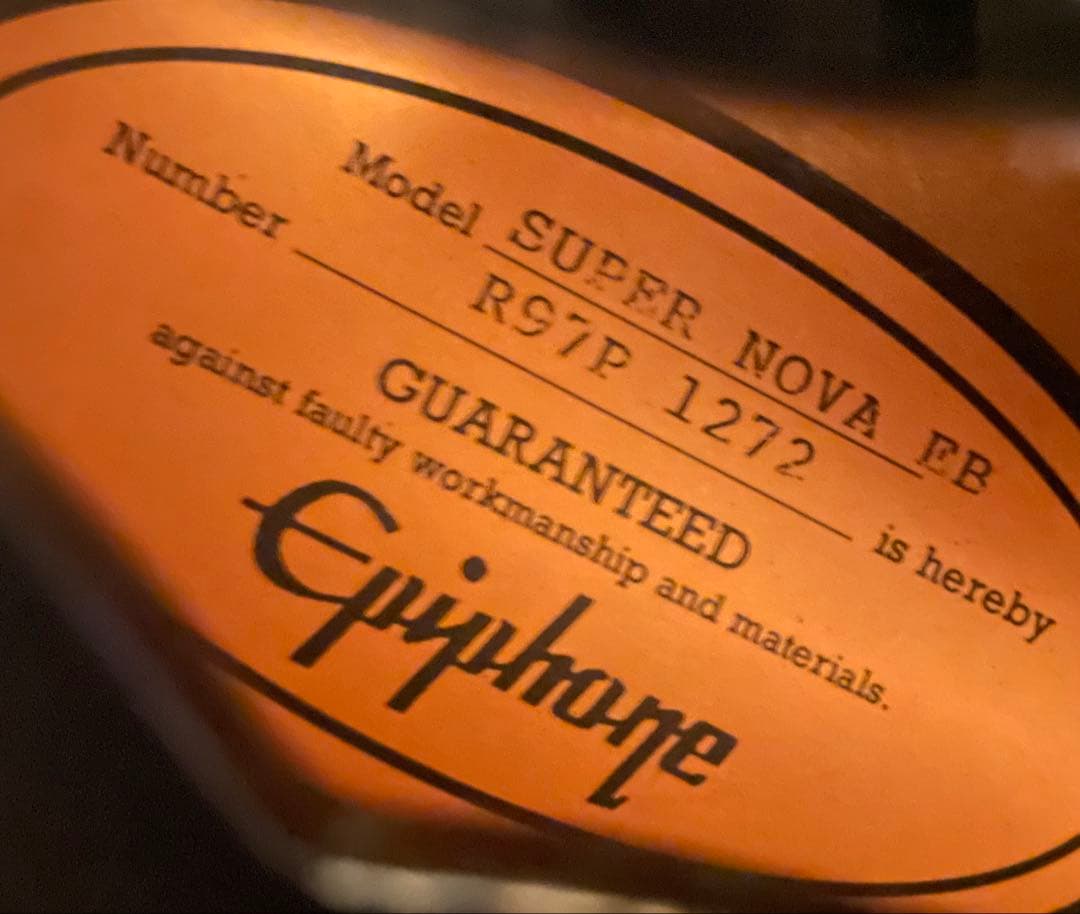 Model SUPER NOVA EB
Number R97P 1272 is hereby
GUARANTEED
against faulty workmanship and materials.
Epiphone